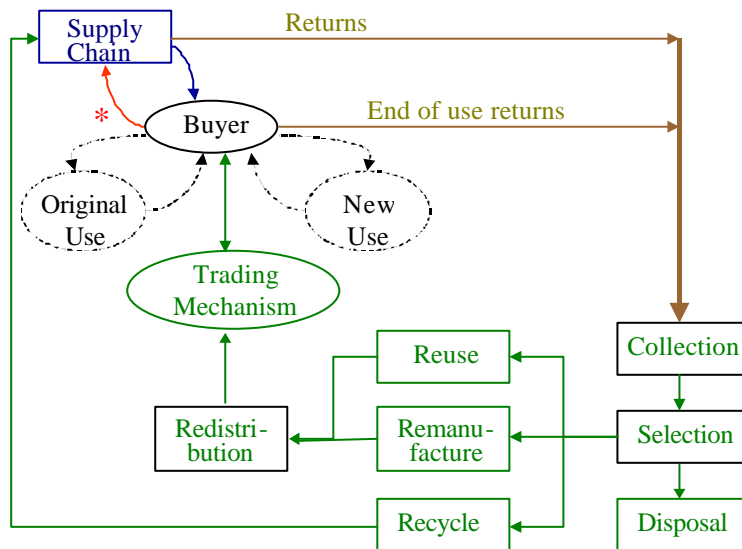 Supply
Chain
Returns
*
Buyer
End of use returns
Original
Use
New
Use
Trading
Mechanism
Collection
Reuse
Redistri-
bution
Remanu-
facture
Selection
Recycle
Disposal